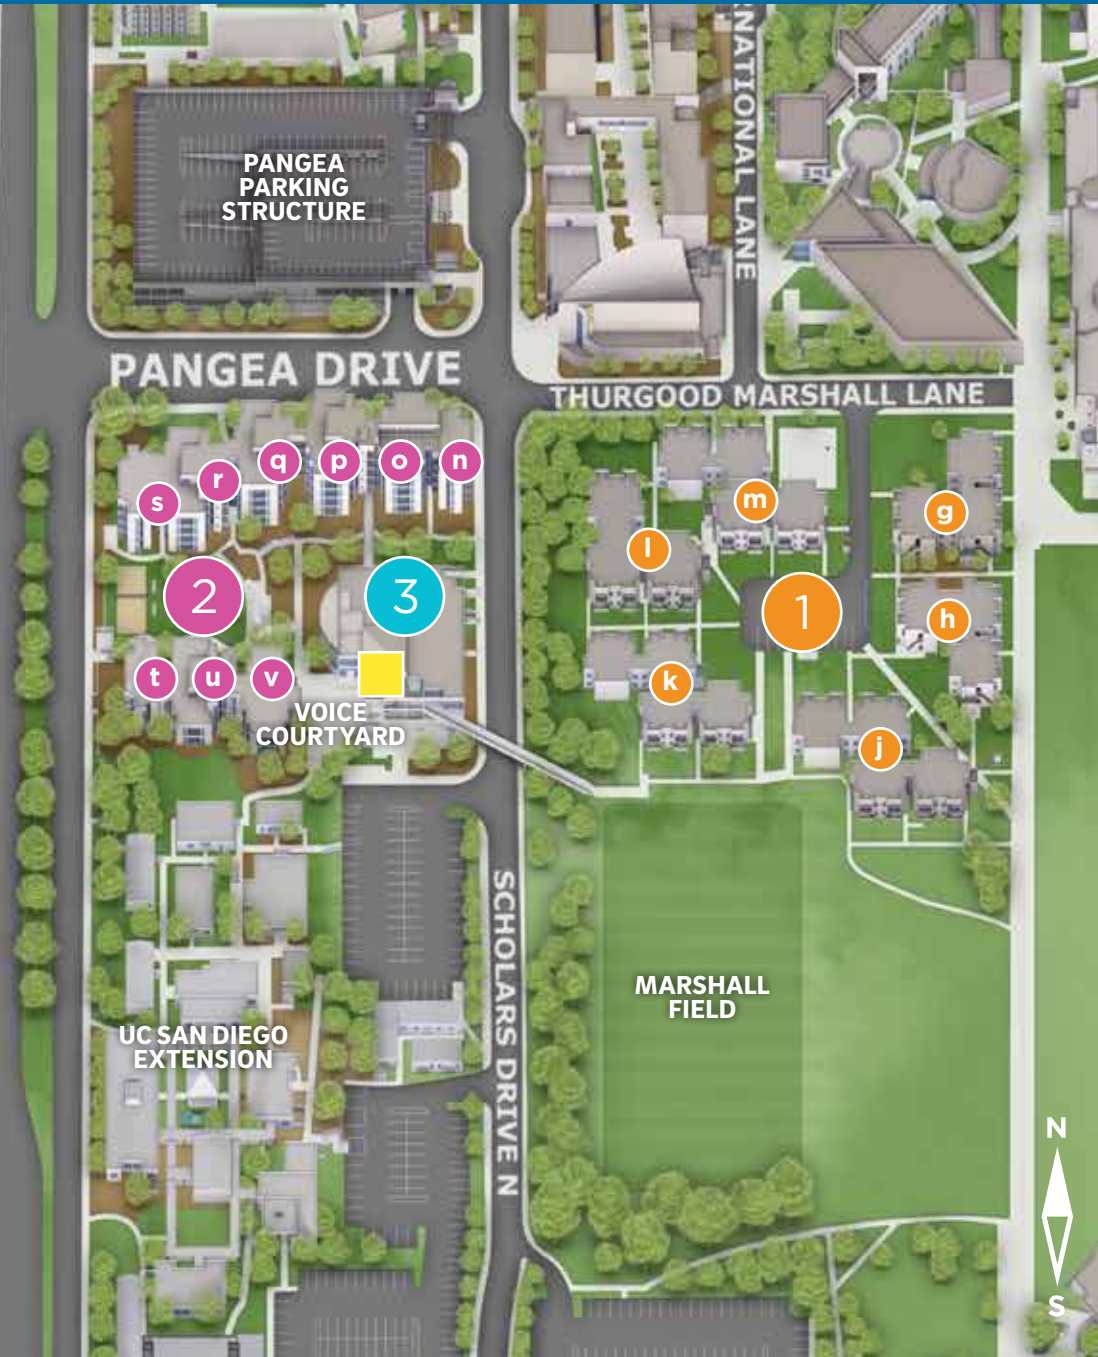 RNATIONAL LANE
PANGEA
PARKING
STRUCTURE
PANGEA DRIVE
THURGOOD MARSHALL LANE
q
p
o
n
r
s
m
g
l
2
3
1
h
t
u
v
k
VOICE
COURTYARD
j
SCHOLARS DRIVE N
MARSHALL
FIELD
UC SAN DIEGO
EXTENSION
N
S